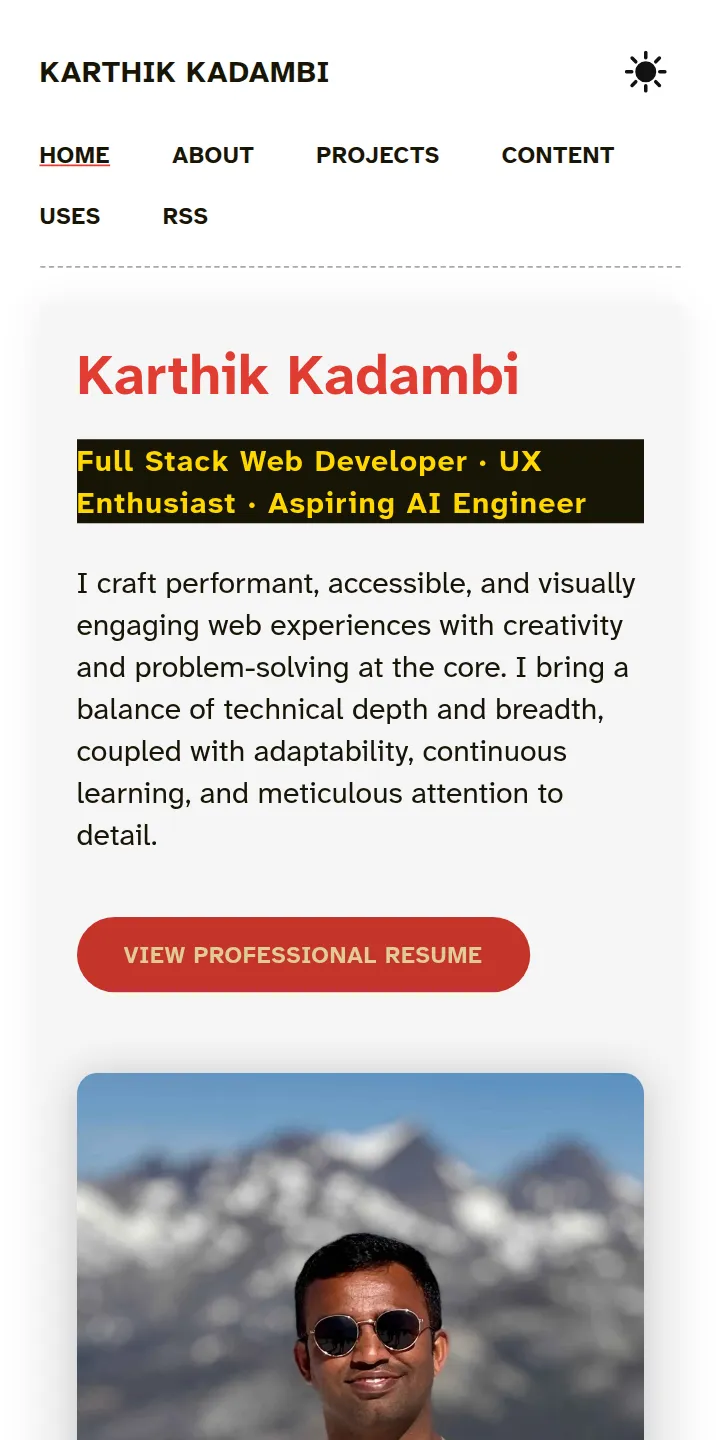 KARTHIK KADAMBI
HOME ABOUT PROJECTS CONTENT
USES RSS
Karthik Kadambi
Full Stack Web Developer · UX
Enthusiast · Aspiring AI Engineer
I craft performant, accessible, and visually
engaging web experiences with creativity
and problem-solving at the core. I bring a
balance of technical depth and breadth,
coupled with adaptability, continuous
learning, and meticulous attention to
detail.
VIEW PROFESSIONAL RESUME